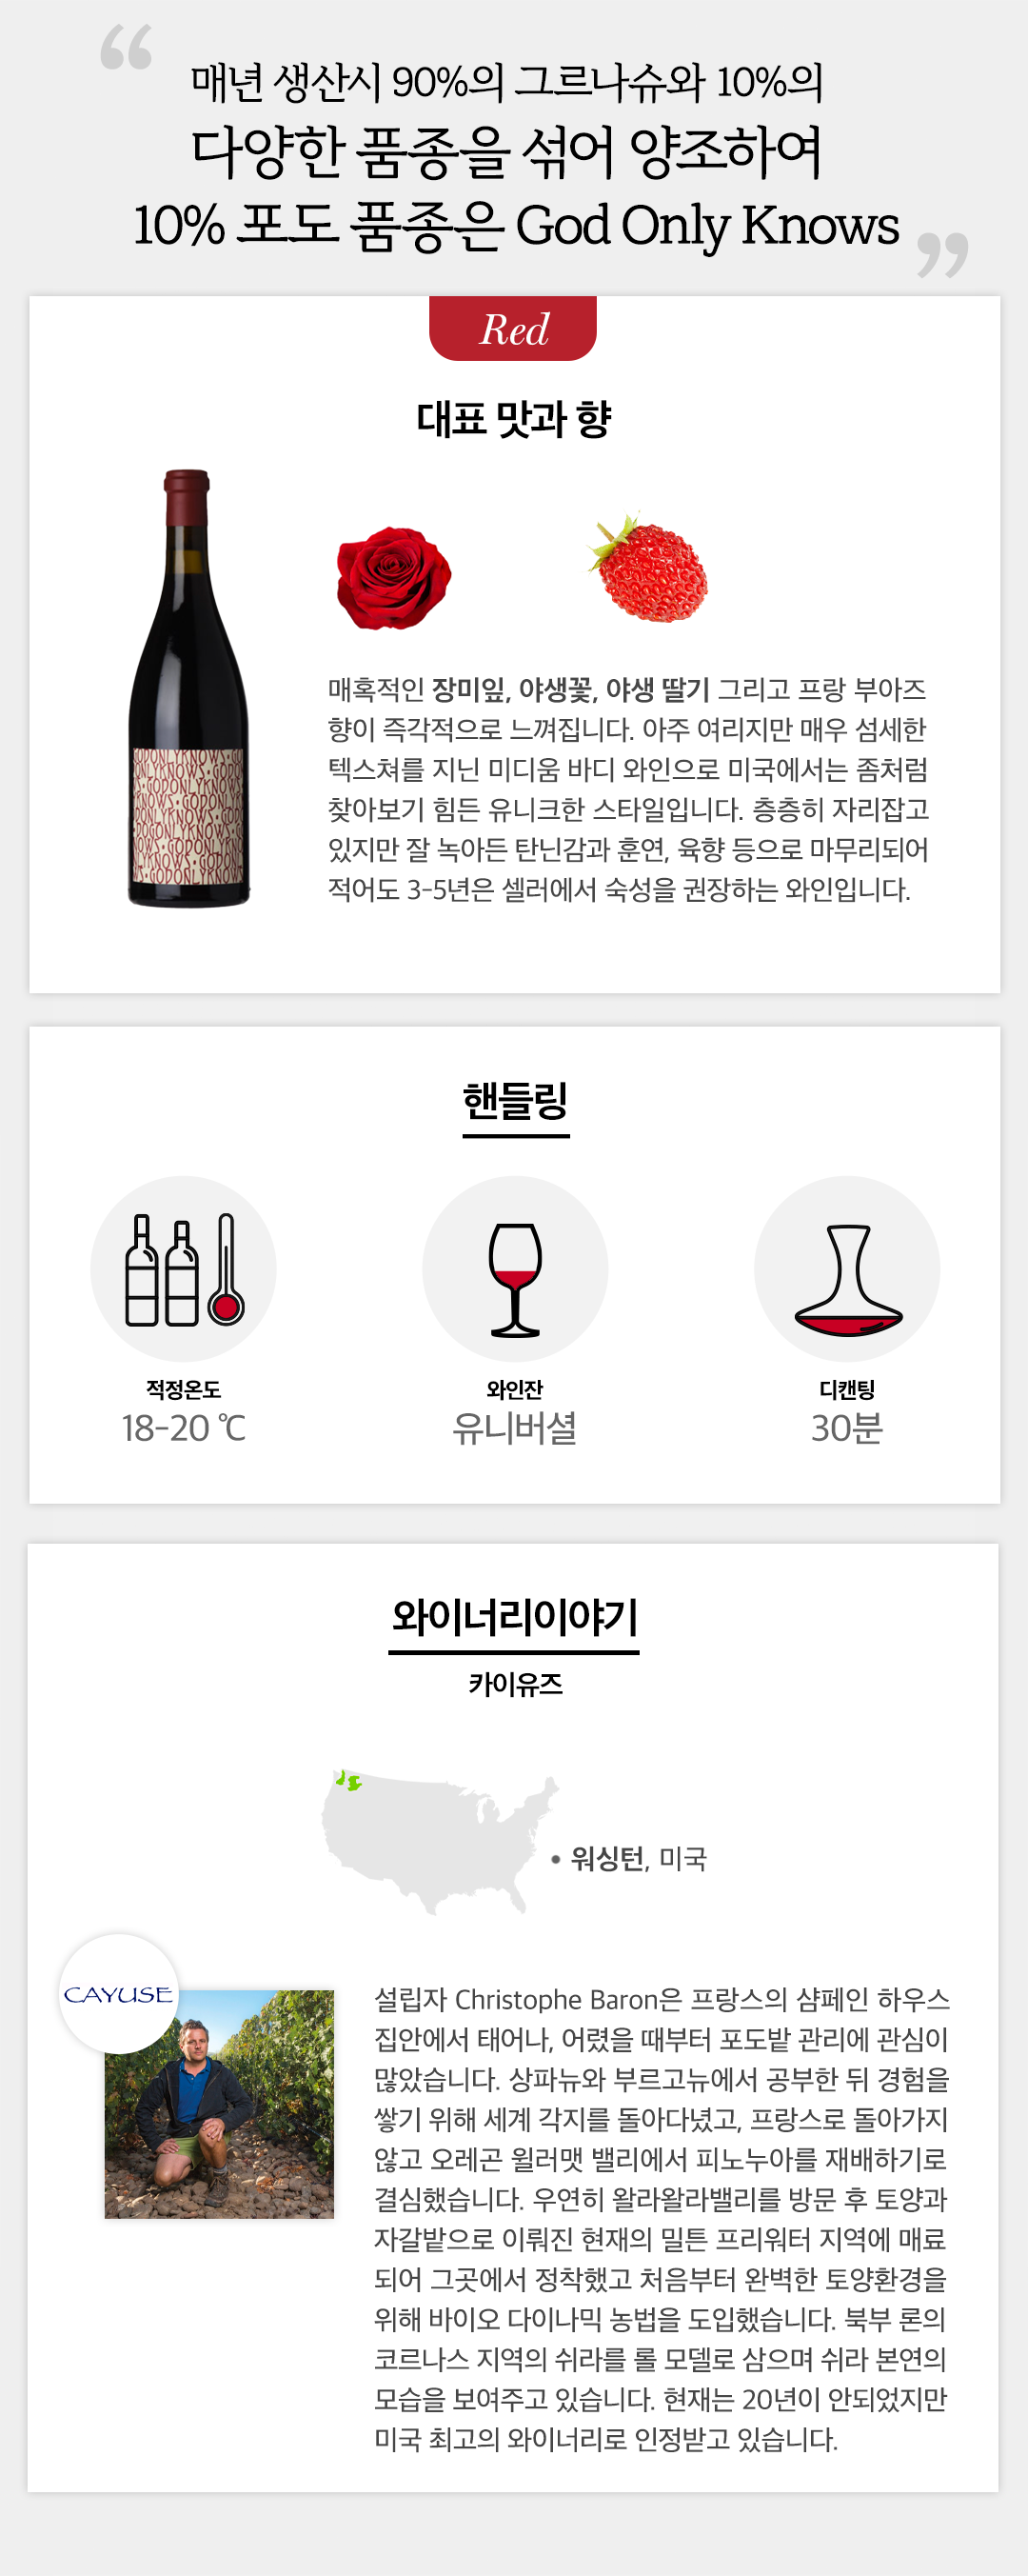 “
매년 생산시 90%의 그르나슈와 10%의
다양한 품종을 섞어 양조하여
10% 포도 품종은 God Only Knows
”
Red
대표 맛과 향
매혹적인 장미잎, 야생꽃, 야생 딸기 그리고 프랑 부아즈
향이 즉각적으로 느껴집니다. 아주 여리지만 매우 섬세한
텍스쳐를 지닌 미디움 바디 와인으로 미국에서는 좀처럼
찾아보기 힘든 유니크한 스타일입니다. 층층히 자리잡고
있지만 잘 녹아든 탄닌감과 훈연, 육향 등으로 마무리되어
적어도 3-5년은 셀러에서 숙성을 권장하는 와인입니다.
GODONLYKNOWS·GO
ONLYKNOWS·GODO
KNOWS·GODONLYK
ONLYKNOWS·GOD
GODONLYKNOWS·
OWS·GODONLYK
LYKNOWS·GODON
GODONLYKNOW
핸들링
적정온도
18-20 ℃
와인잔
유니버셜
디캔팅
30분
와이너리이야기
카이유즈
• 워싱턴, 미국
CAYUSE
설립자 Christophe Baron은 프랑스의 샴페인 하우스
집안에서 태어나, 어렸을 때부터 포도밭 관리에 관심이
많았습니다. 상파뉴와 부르고뉴에서 공부한 뒤 경험을
쌓기 위해 세계 각지를 돌아다녔고, 프랑스로 돌아가지
않고 오레곤 윌러맷 밸리에서 피노누아를 재배하기로
결심했습니다. 우연히 왈라왈라밸리를 방문 후 토양과
자갈밭으로 이뤄진 현재의 밀튼 프리워터 지역에 매료
되어 그곳에서 정착했고 처음부터 완벽한 토양환경을
위해 바이오 다이나믹 농법을 도입했습니다. 북부 론의
코르나스 지역의 쉬라를 롤 모델로 삼으며 쉬라 본연의
모습을 보여주고 있습니다. 현재는 20년이 안되었지만
미국 최고의 와이너리로 인정받고 있습니다.